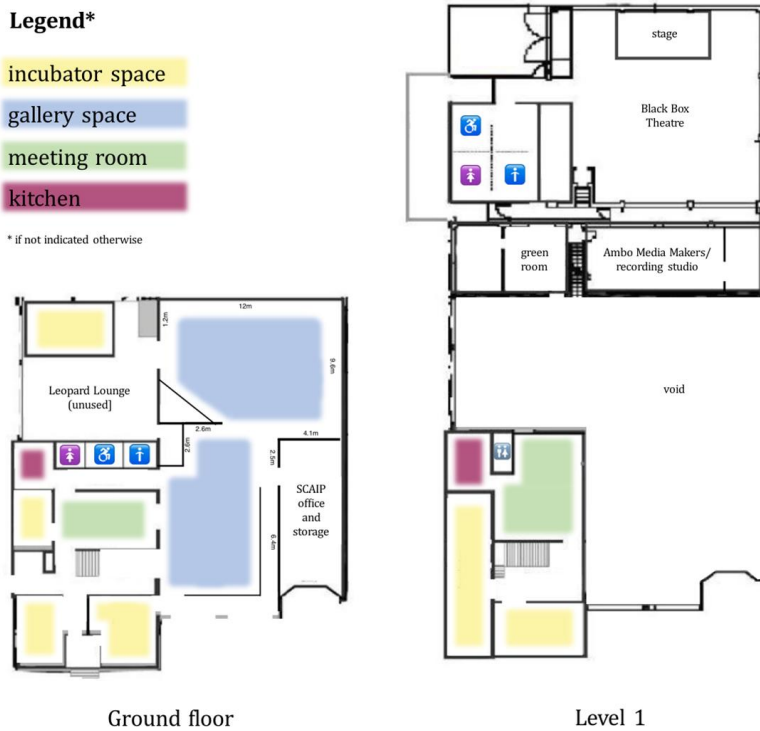 Legend*
incubator space
gallery space
meeting room
kitchen
* if not indicated otherwise
stage
Black Box
Theatre
green
room
Ambo Media Makers/
recording studio
void
12m
1.2m
9.6m
Leopard Lounge
(unused]
2.6m
2.6m
4.1m
2.5m
SCAIP
office
and
storage
6.4m
Ground floor
Level 1